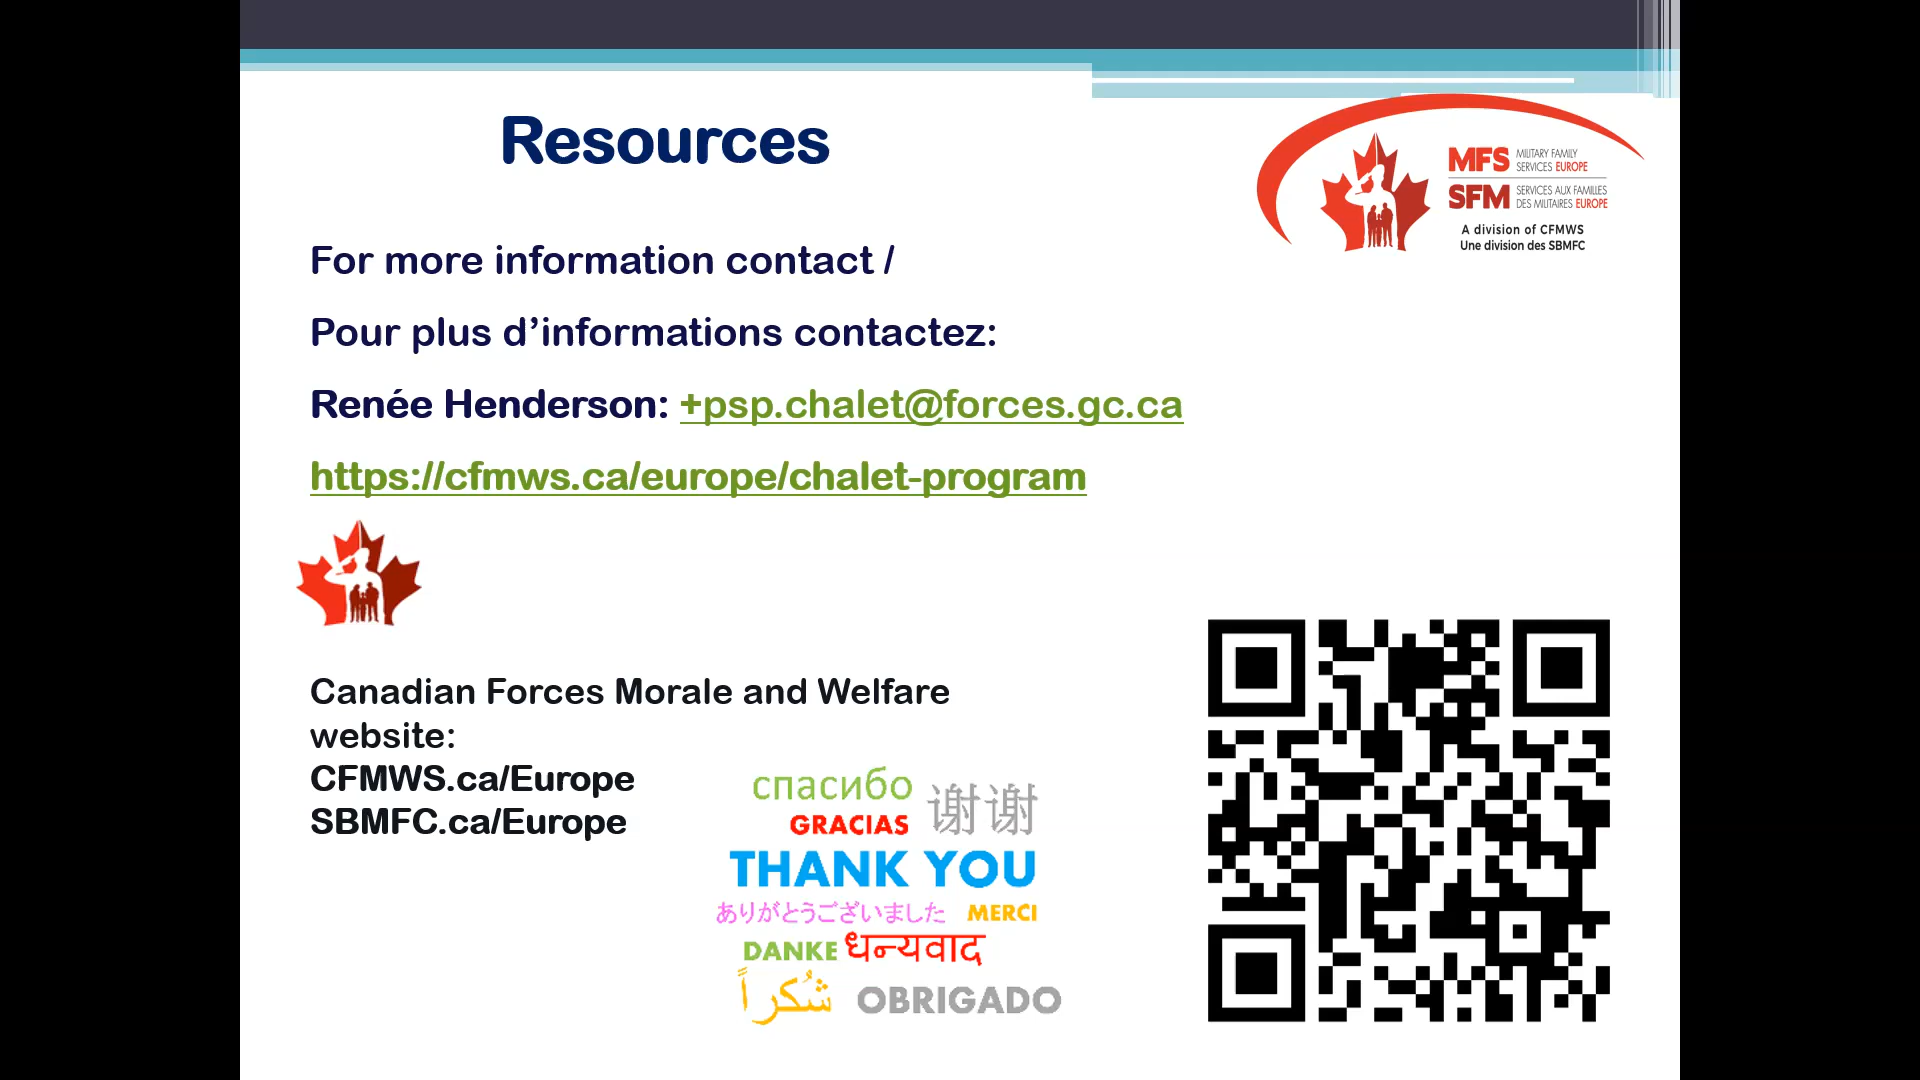 Resources
MFS MILITARY FAMILY SERVICES EUROPE
SFM SERVICES AUX FAMILLES DES MILITAIRES EUROPE
A division of CFMWS
Une division des SBMFC
For more information contact /
Pour plus d’informations contactez:
Renée Henderson: +psp.chalet@forces.gc.ca
https://cfmws.ca/europe/chalet-program
Canadian Forces Morale and Welfare
website:
CFMWS.ca/Europe
SBMFC.ca/Europe
спасибо 谢谢
GRACIAS
THANK YOU
ありがとうございました MERCI
DANKE धन्यवाद
شُكراً OBRIGADO